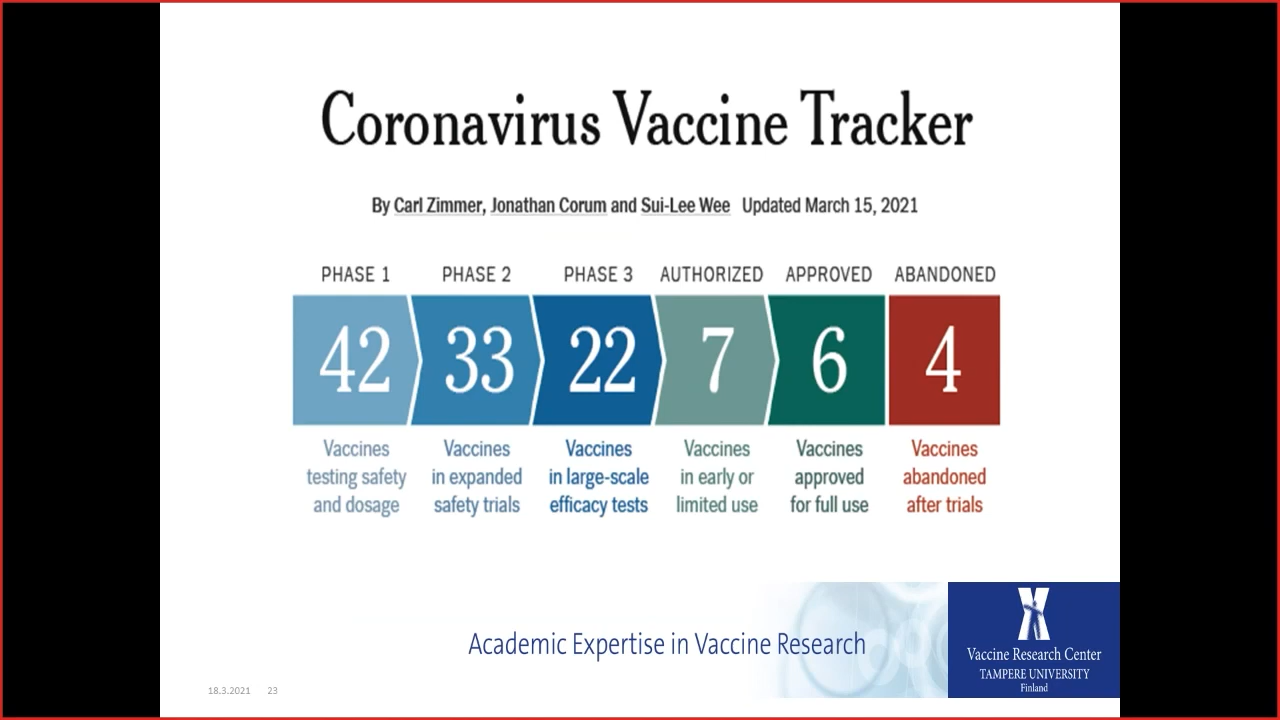 Coronavirus Vaccine Tracker
By Carl Zimmer, Jonathan Corum and Sui-Lee Wee Updated March 15, 2021
PHASE 1 PHASE 2 PHASE 3 AUTHORIZED APPROVED ABANDONED
42 33 22 7 6 4
Vaccines Vaccines Vaccines Vaccines Vaccines Vaccines
testing safety in expanded in large-scale in early or approved abandoned
and dosage safety trials efficacy tests limited use for full use after trials
Academic Expertise in Vaccine Research
Vaccine Research Center
TAMPERE UNIVERSITY
Finland
18.3.2021 23